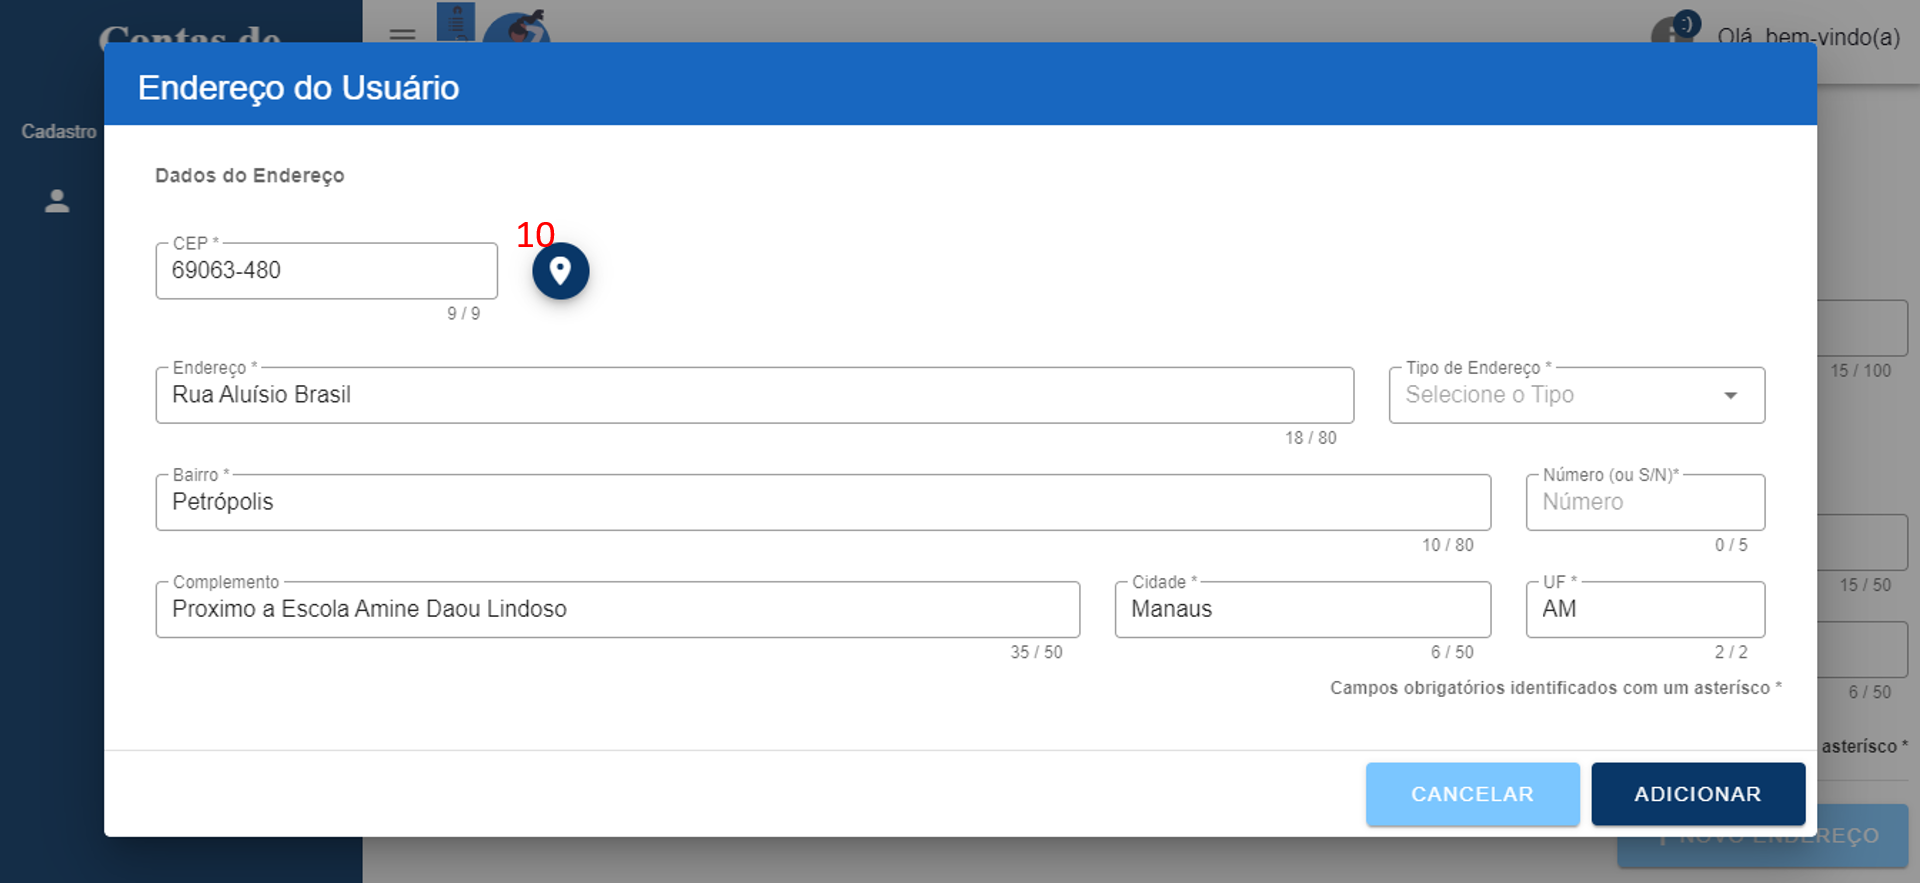 Contas de
Olá, bem-vindo(a)
Endereço do Usuário
Cadastro
Dados do Endereço
10
CEP *
69063-480
9 / 9
Endereço *
Rua Aluísio Brasil
18 / 80
Tipo de Endereço *
Selecione o Tipo
15 / 100
Bairro *
Petrópolis
10 / 80
Número (ou S/N)*
Número
0 / 5
15 / 50
Complemento
Proximo a Escola Amine Daou Lindoso
35 / 50
Cidade *
Manaus
6 / 50
UF *
AM
2 / 2
Campos obrigatórios identificados com um asterísco *
6 / 50
asterísco *
CANCELAR
ADICIONAR
NOVO ENDEREÇO